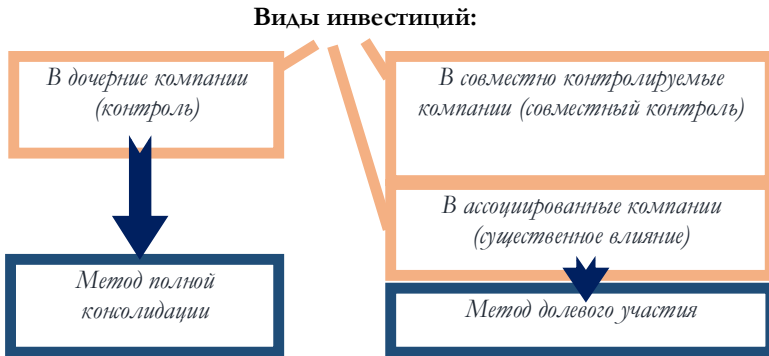 Виды инвестиций:
В дочерние компании
(контроль)
В совместно контролируемые
компании (совместный контроль)
В ассоциированные компании
(существенное влияние)
Метод полной
консолидации
Метод долевого участия